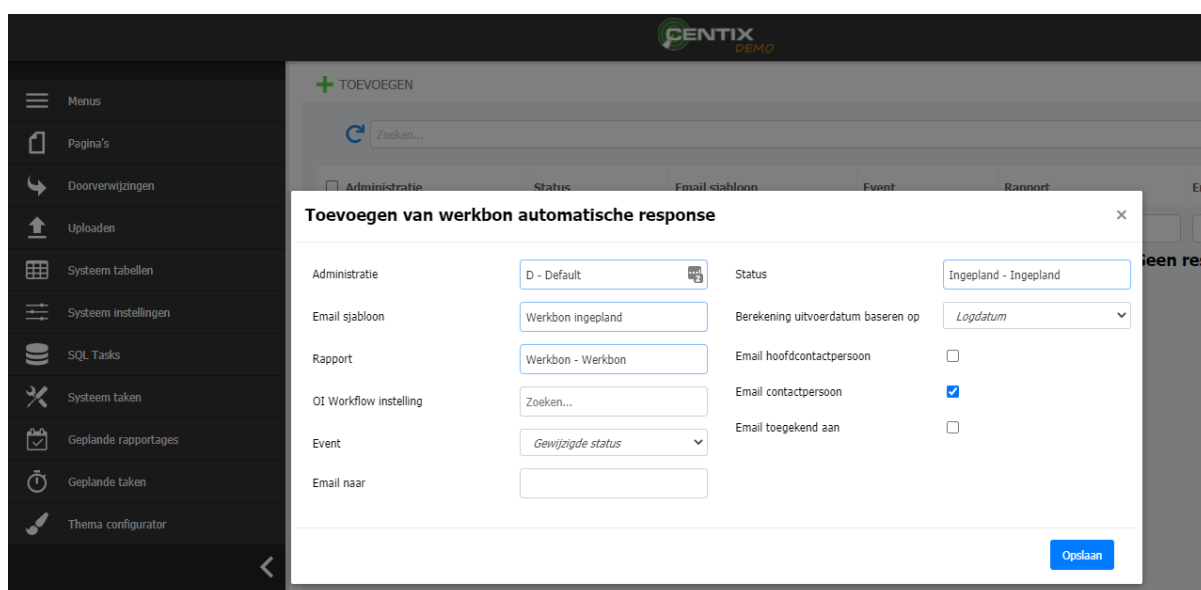 CENTIX
DEMO
Menus
Pagina's
Doorverwijzingen
Uploaden
Systeem tabellen
Systeem instellingen
SQL Tasks
Systeem taken
Geplande rapportages
Geplande taken
Thema configurator
TOEVOEGEN
Zoeken...
Administratie Status Email sjabloon Event Rapport
Geen
Toevoegen van werkbon automatische response ×
Administratie D - Default Status Ingepland - Ingepland
Email sjabloon Werkbon ingepland Berekening uitvoerdatum baseren op Logdatum
Rapport Werkbon - Werkbon Email hoofdcontactpersoon
OI Workflow instelling Zoeken... Email contactpersoon
Event Gewijzigde status Email toegekend aan
Email naar
Opslaan